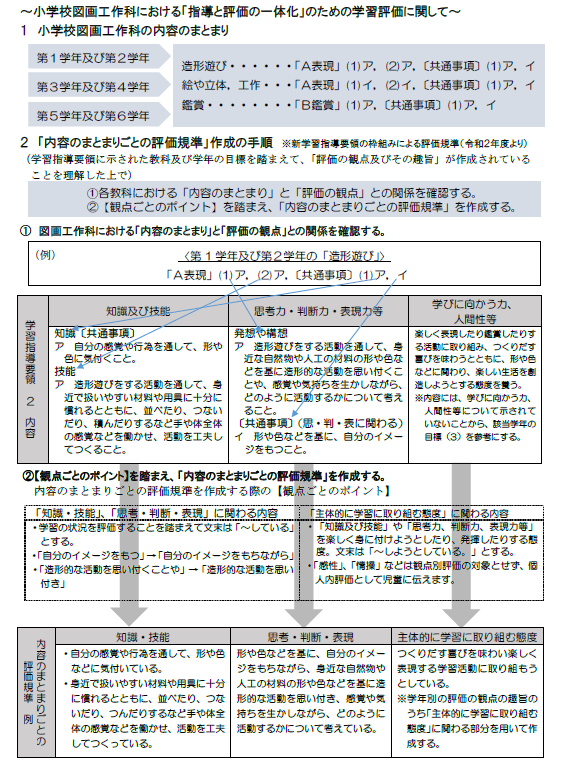 ～小学校図画工作科における「指導と評価の一体化」のための学習評価に関して～
1 小学校図画工作科の内容のまとまり
第1学年及び第2学年
第3学年及び第4学年
第5学年及び第6学年
造形遊び・・・・・・「A表現」(1)ア, (2)ア, 〔共通事項〕(1)ア, イ
絵や立体, 工作・・・「A表現」(1)イ, (2)イ, 〔共通事項〕(1)ア, イ
鑑賞・・・・・・・・「B鑑賞」(1)ア, 〔共通事項〕(1)ア, イ
2 「内容のまとまりごとの評価規準」作成の手順 ※新学習指導要領の枠組みによる評価規準(令和2年度より)
(学習指導要領に示された教科及び学年の目標を踏まえて、「評価の観点及びその趣旨」が作成されている
ことを理解した上で)
①各教科における「内容のまとまり」と「評価の観点」との関係を確認する。
②【観点ごとのポイント】を踏まえ、「内容のまとまりごとの評価規準」を作成する。
① 図画工作科における「内容のまとまり」と「評価の観点」との関係を確認する。
(例)
〈第1学年及び第2学年の「造形遊び」〉
「A表現」(1)ア, (2)ア, 〔共通事項〕(1)ア, イ
学習指導要領 2 内容
知識及び技能
知識〔共通事項〕
ア 自分の感覚や行為を通して、形や
色に気付くこと。
技能
ア 造形遊びをする活動を通して、身
近で扱いやすい材料や用具に十分
に慣れるとともに、並べたり、つない
だり、積んだりするなど手や体全体
の感覚などを働かせ、活動を工夫し
てつくること。
思考力・判断力・表現力等
発想や構想
ア 造形遊びをする活動を通して、身
近な自然物や人工の材料の形や色な
どを基に造形的な活動を思い付くこ
とや、感覚や気持ちを生かしながら、
どのように活動するかについて考え
ること。
〔共通事項〕(思・判・表に関わる)
イ 形や色などを基に、自分のイメー
ジをもつこと。
学びに向かう力、
人間性等
楽しく表現したり鑑賞したりす
る活動に取り組み、つくりだす
喜びを味わうとともに、形や色
などに関わり、楽しい生活を創
造しようとする態度を養う。
※内容には、学びに向かう力、
人間性等について示されて
いないことから、該当学年の
目標(3)を参考にする。
②【観点ごとのポイント】を踏まえ、「内容のまとまりごとの評価規準」を作成する。
内容のまとまりごとの評価規準を作成する際の【観点ごとのポイント】
「知識・技能」、「思考・判断・表現」に関わる内容
・学習の状況を評価することを踏まえて文末は「～している」
とする。
・「自分のイメージをもつ」→「自分のイメージをもちながら」
・「造形的な活動を思い付くことや」→「造形的な活動を思い
付き」
「主体的に学習に取り組む態度」に関わる内容
・「知識及び技能」や「思考力、判断力、表現力等」
を楽しく身に付けようとしたり、発揮したりする態
度。文末は「～しようとしている。」とする。
・「感性」、「情操」などは観点別評価の対象とせず、個
人内評価として児童に伝えます。
内容のまとまりごとの
評価規準 例
知識・技能
・自分の感覚や行為を通して、形や色
などに気付いている。
・身近で扱いやすい材料や用具に十分
に慣れるとともに、並べたり、つな
いだり、つんだりするなど手や体全
体の感覚などを働かせ、活動を工夫
してつくっている。
思考・判断・表現
形や色などを基に、自分のイメージ
をもちながら、身近な自然物や
人工の材料の形や色などを基に造
形的な活動を思い付き、感覚や気
持ちを生かしながら、どのように
活動するかについて考えている。
主体的に学習に取り組む態度
つくりだす喜びを味わい楽しく
表現する学習活動に取り組もう
としている。
※学年別の評価の観点の趣旨の
うち「主体的に学習に取り組む
態度」に関わる部分を用いて作
成する。